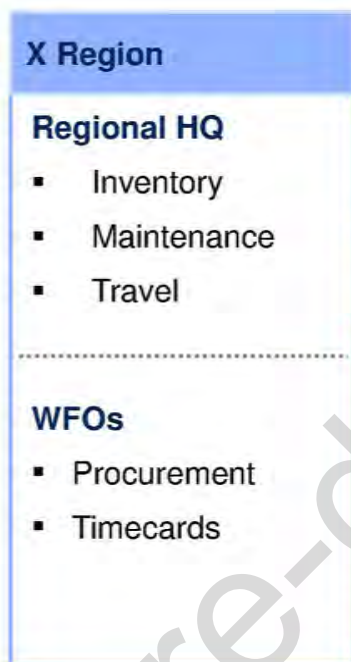 X Region
Regional HQ
▪ Inventory
▪ Maintenance
▪ Travel
WFOs
▪ Procurement
▪ Timecards